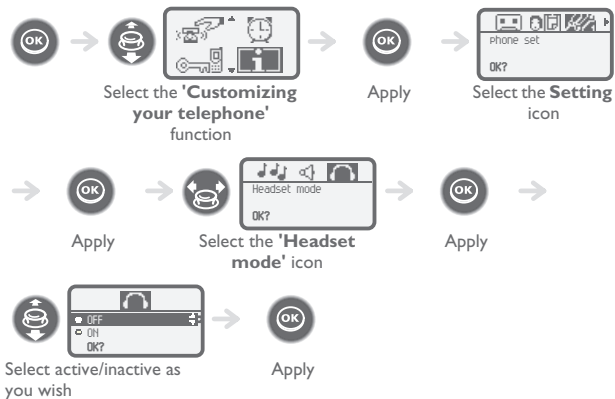 OK
Select the 'Customizing
your telephone'
function
OK
Apply
Phone set
OK?
Select the Setting
icon
OK
Apply
Headset mode
OK?
Select the 'Headset
mode' icon
OK
Apply
OFF
ON
OK?
Select active/inactive as
you wish
OK
Apply